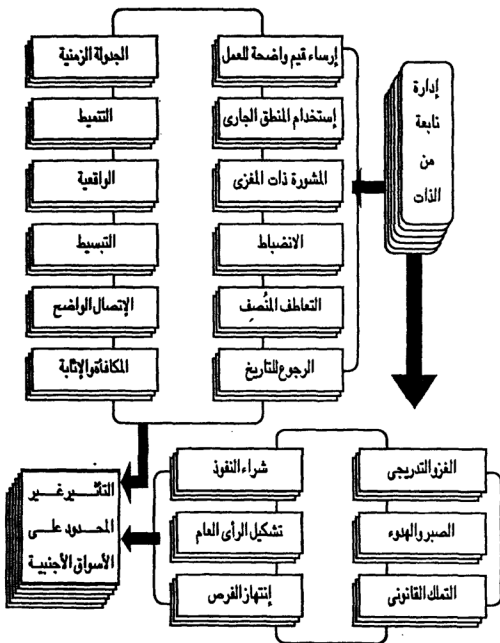 إدارة
نابعة
من
الذات
إرساء قيم واضحة للعمل
إستخدام المنطق الجارى
المشورة ذات المغزى
الانضباط
التعاطف المُنصِف
الرجوع للتاريخ
الجدولة الزمنية
التنميط
الواقعية
التبسيط
الإتصال الواضح
المكافأة والإثابة
الغزو التدريجى
الصبر والهدوء
التملك القانونى
شراء النفوذ
تشكيل الرأى العام
إنتهاز الفرص
التأثير غير
المحدود على
الأسواق الأجنبية